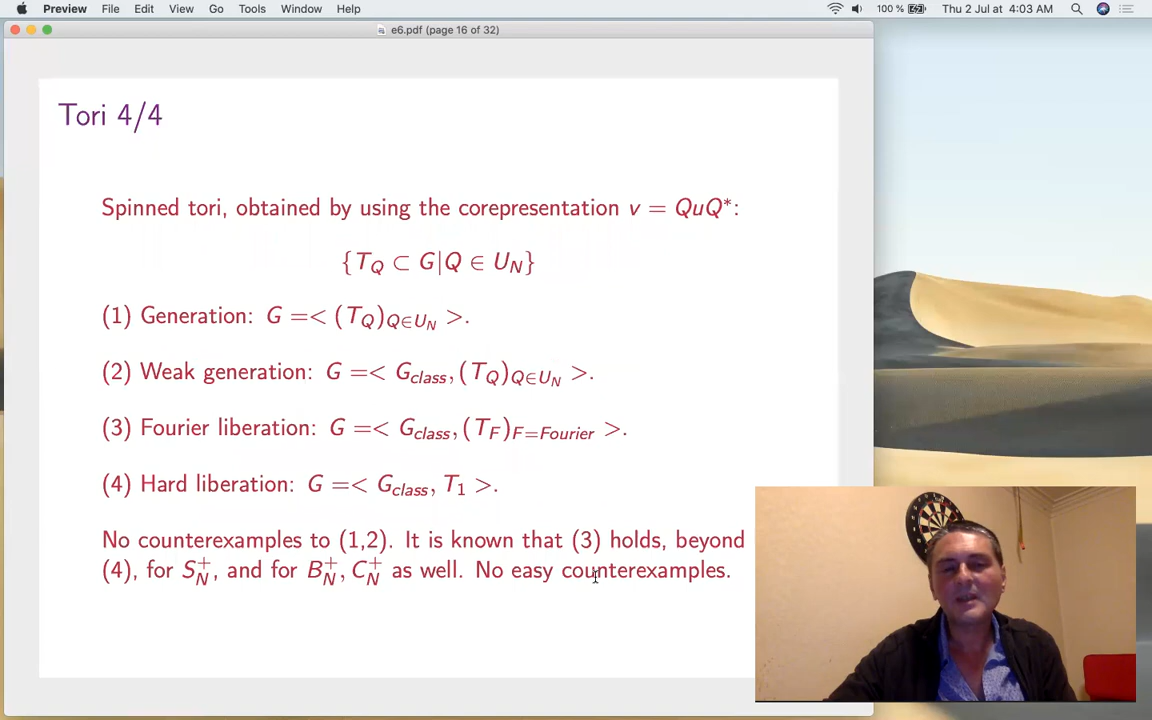 Preview File Edit View Go Tools Window Help 100 % Thu 2 Jul at 4:03 AM
e6.pdf (page 16 of 32)
Tori 4/4
Spinned tori, obtained by using the corepresentation v = QuQ*:
{T_Q ⊂ G|Q ∈ U_N}
(1) Generation: G =< (T_Q)_{Q∈U_N} >.
(2) Weak generation: G =< G_class, (T_Q)_{Q∈U_N} >.
(3) Fourier liberation: G =< G_class, (T_F)_{F=Fourier} >.
(4) Hard liberation: G =< G_class, T_1 >.
No counterexamples to (1,2). It is known that (3) holds, beyond
(4), for S_N^+, and for B_N^+, C_N^+ as well. No easy counterexamples.